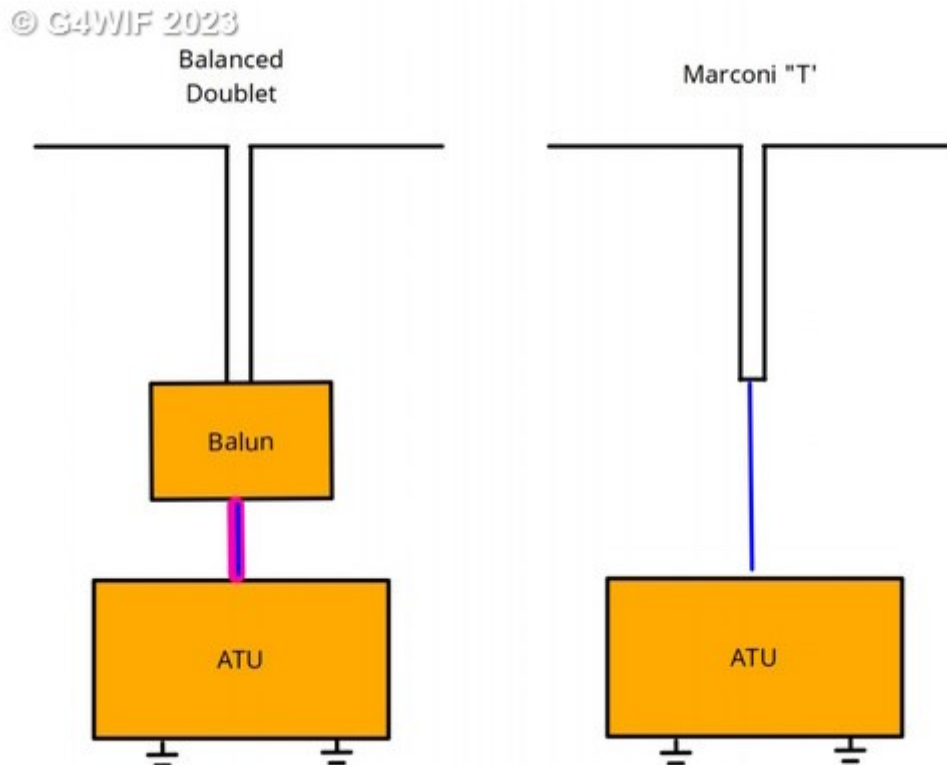 © G4WIF 2023
Balanced
Doublet
Marconi "T'
Balun
ATU
ATU